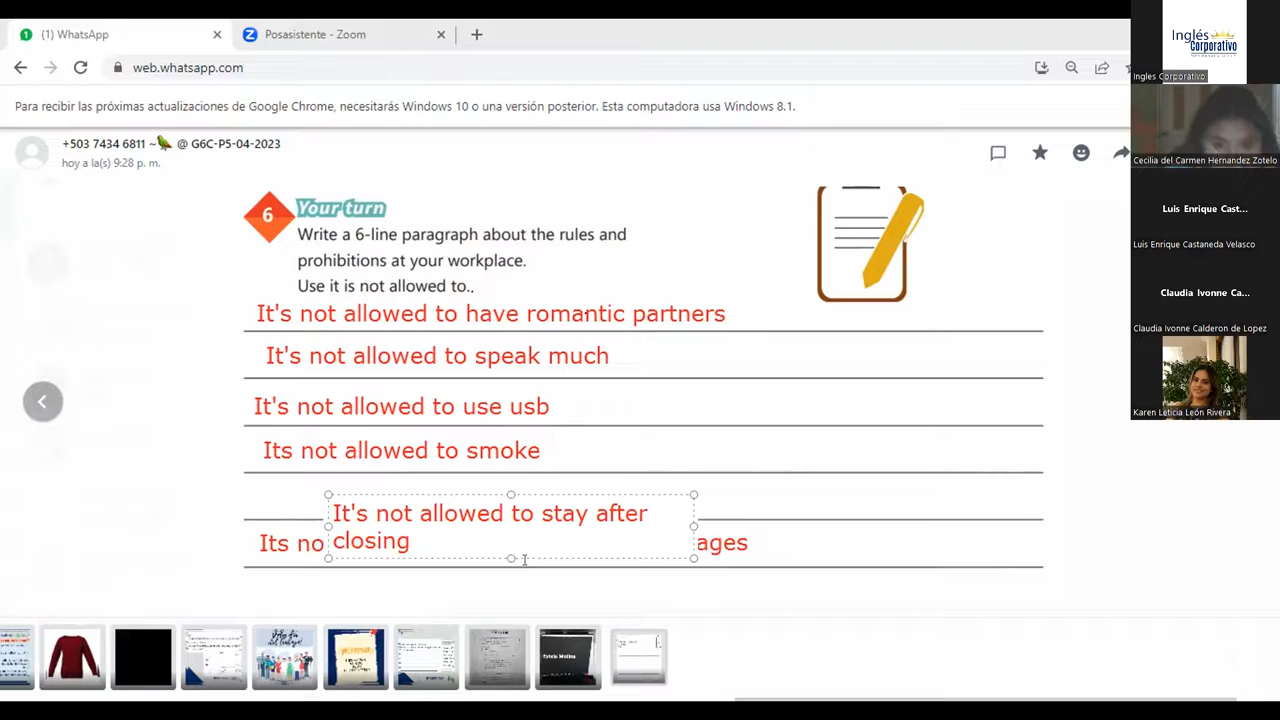 (1) WhatsApp
Posasistente - Zoom
web.whatsapp.com
Para recibir las próximas actualizaciones de Google Chrome, necesitarás Windows 10 o una versión posterior. Esta computadora usa Windows 8.1.
+503 7434 6811 ~ @ G6C-P5-04-2023
hoy a la(s) 9:28 p. m.
6 Your turn
Write a 6-line paragraph about the rules and
prohibitions at your workplace.
Use it is not allowed to..
It's not allowed to have romantic partners
It's not allowed to speak much
It's not allowed to use usb
Its not allowed to smoke
It's not allowed to stay after
closing
Its no ages
Inglés
Corporativo
Ingles Corporativo
Cecilia del Carmen Hernandez Zotelo
Luis Enrique Cast...
Luis Enrique Castaneda Velasco
Claudia Ivonne Ca...
Claudia Ivonne Calderon de Lopez
Karen Leticia León Rivera
Estela Molina